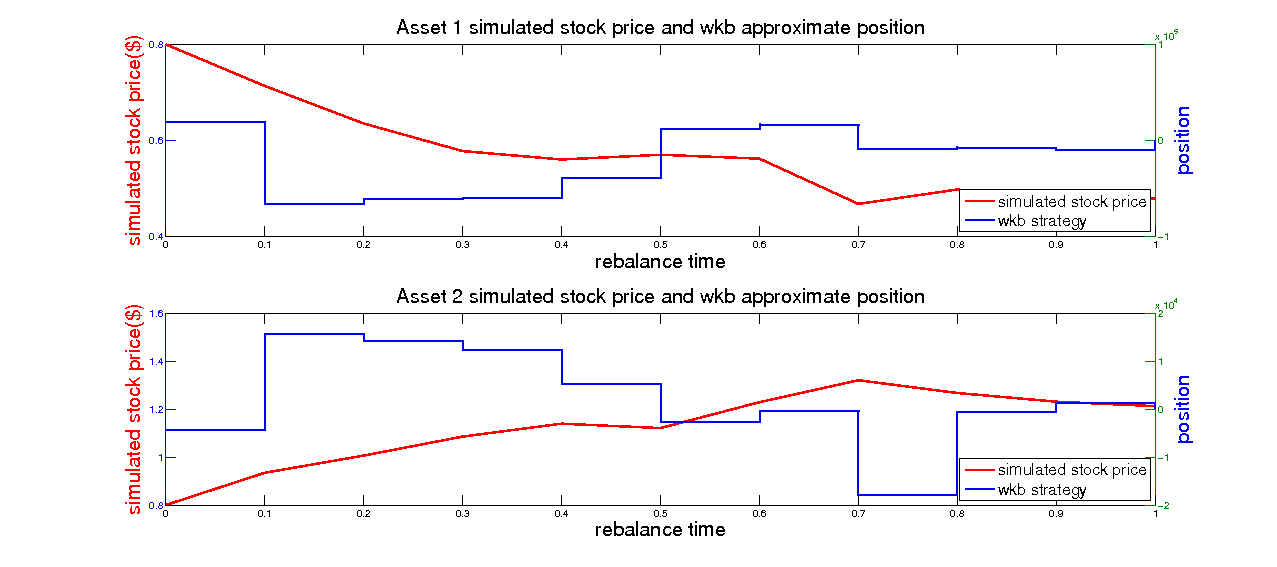 Asset 1 simulated stock price and wkb approximate position
x 10^5
simulated stock price($)
0.8
0.6
0.4
1
0
-1
position
simulated stock price
wkb strategy
0 0.1 0.2 0.3 0.4 0.5 0.6 0.7 0.8 0.9 1
rebalance time
Asset 2 simulated stock price and wkb approximate position
x 10^4
simulated stock price($)
1.6
1.4
1.2
1
0.8
2
1
0
-1
-2
position
simulated stock price
wkb strategy
0 0.1 0.2 0.3 0.4 0.5 0.6 0.7 0.8 0.9 1
rebalance time